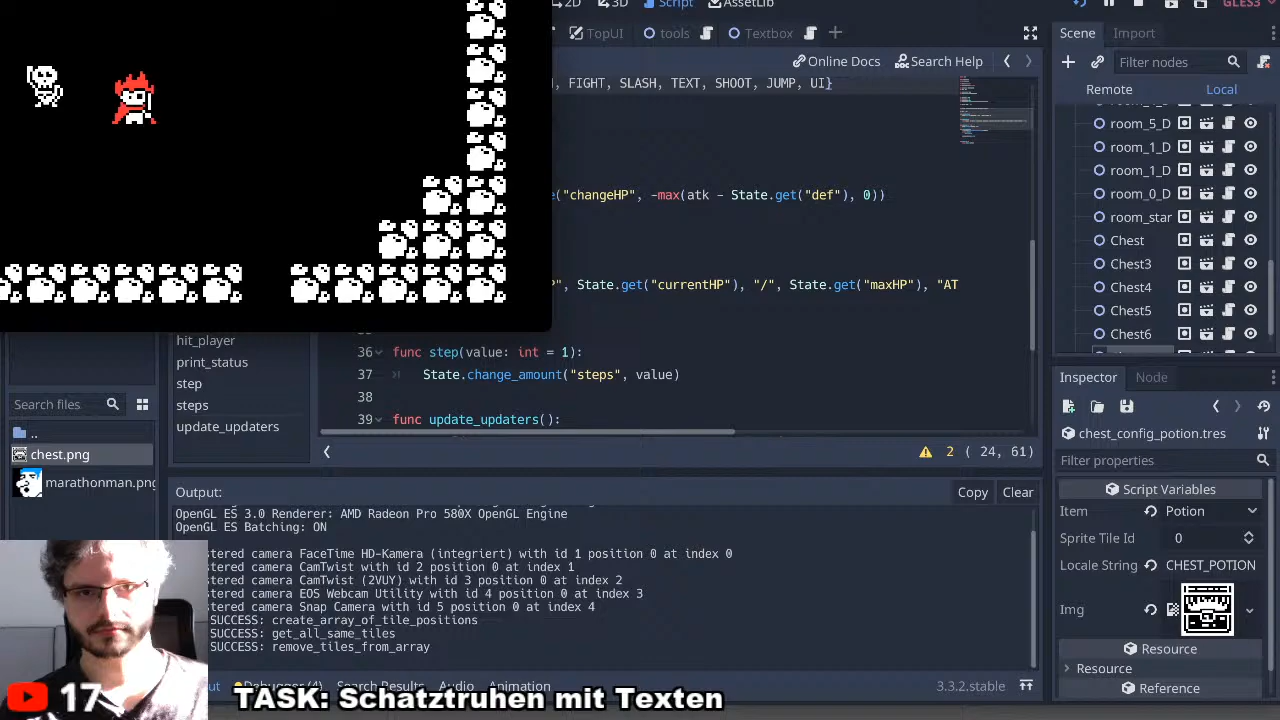 2D 3D Script AssetLib GLES3
TopUI tools Textbox
Scene Import
Online Docs Search Help
Filter nodes
, FIGHT, SLASH, TEXT, SHOOT, JUMP, UI}
Remote Local
room_5_D
room_1_D
room_1_D
room_0_D
room_star
Chest
Chest3
Chest4
Chest5
Chest6
("changeHP", -max(atk - State.get("def"), 0))
", State.get("currentHP"), "/", State.get("maxHP"), "AT
hit_player
print_status
step
steps
update_updaters
36 func step(value: int = 1):
37 State.change_amount("steps", value)
38
39 func update_updaters():
2 ( 24, 61)
Search files
..
chest.png
marathonman.png
Inspector Node
chest_config_potion.tres
Filter properties
Script Variables
Item Potion
Sprite Tile Id 0
Locale String CHEST_POTION
Img
Resource
Resource
Reference
Output: Copy Clear
OpenGL ES 3.0 Renderer: AMD Radeon Pro 580X OpenGL Engine
OpenGL ES Batching: ON
stered camera FaceTime HD-Kamera (integriert) with id 1 position 0 at index 0
stered camera CamTwist with id 2 position 0 at index 1
stered camera CamTwist (2VUY) with id 3 position 0 at index 2
stered camera EOS Webcam Utility with id 4 position 0 at index 3
stered camera Snap Camera with id 5 position 0 at index 4
SUCCESS: create_array_of_tile_positions
SUCCESS: get_all_same_tiles
SUCCESS: remove_tiles_from_array
Debugger (4) Search Results Audio Animation 3.3.2.stable
17 TASK: Schatztruhen mit Texten